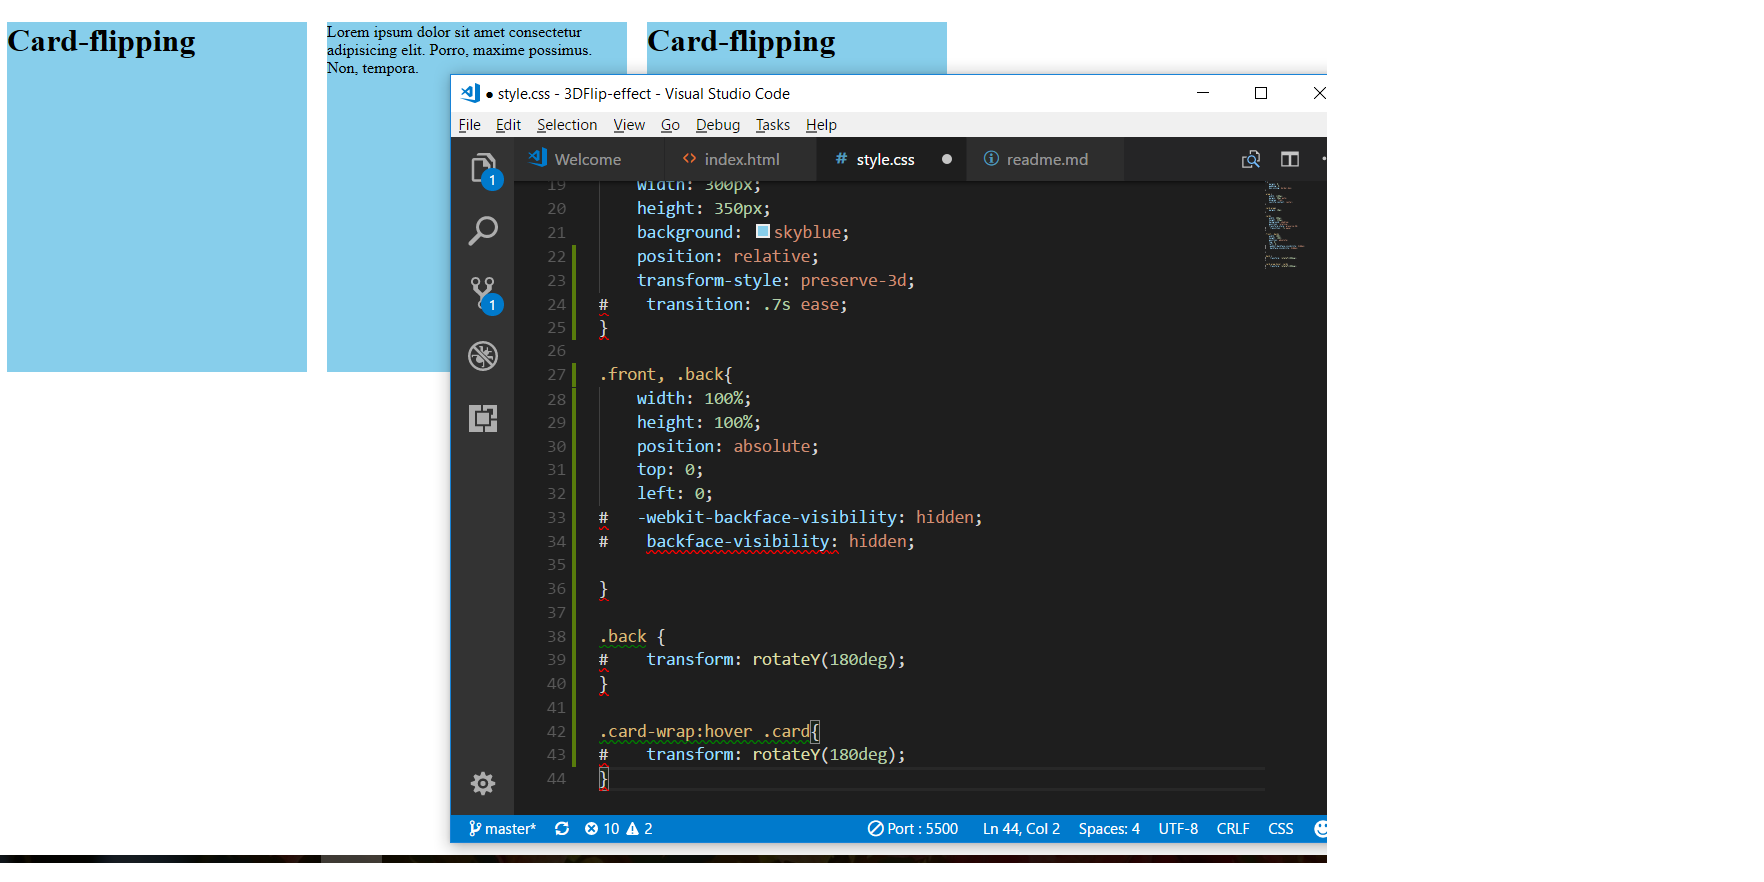 Card-flipping
Lorem ipsum dolor sit amet consectetur
adipisicing elit. Porro, maxime possimus.
Non, tempora.
Card-flipping
● style.css - 3DFlip-effect - Visual Studio Code
File Edit Selection View Go Debug Tasks Help
Welcome index.html # style.css ● readme.md
1
1
19 width: 300px;
20 height: 350px;
21 background: skyblue;
22 position: relative;
23 transform-style: preserve-3d;
24 # transition: .7s ease;
25 }
26
27 .front, .back{
28 width: 100%;
29 height: 100%;
30 position: absolute;
31 top: 0;
32 left: 0;
33 # -webkit-backface-visibility: hidden;
34 # backface-visibility: hidden;
35
36 }
37
38 .back {
39 # transform: rotateY(180deg);
40 }
41
42 .card-wrap:hover .card{
43 # transform: rotateY(180deg);
44 }
master* 10 2 Port : 5500 Ln 44, Col 2 Spaces: 4 UTF-8 CRLF CSS